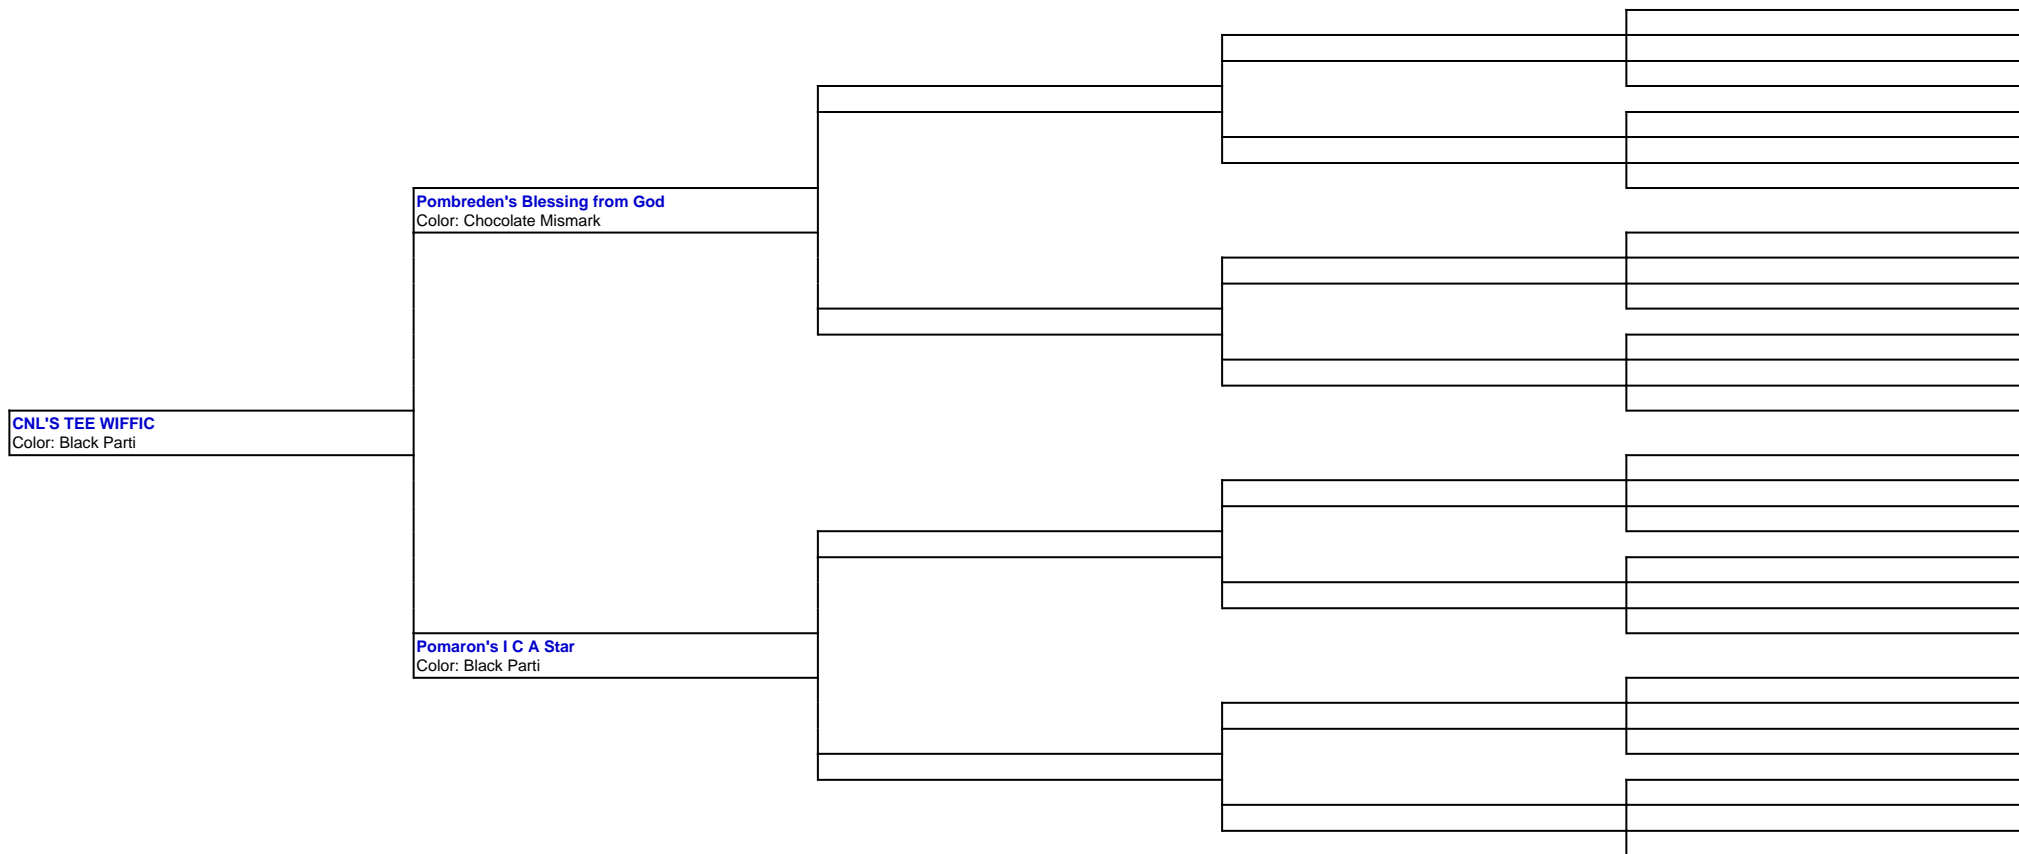 Pombreden's Blessing from God
Color: Chocolate Mismark
CNL'S TEE WIFFIC
Color: Black Parti
Pomaron's I C A Star
Color: Black Parti